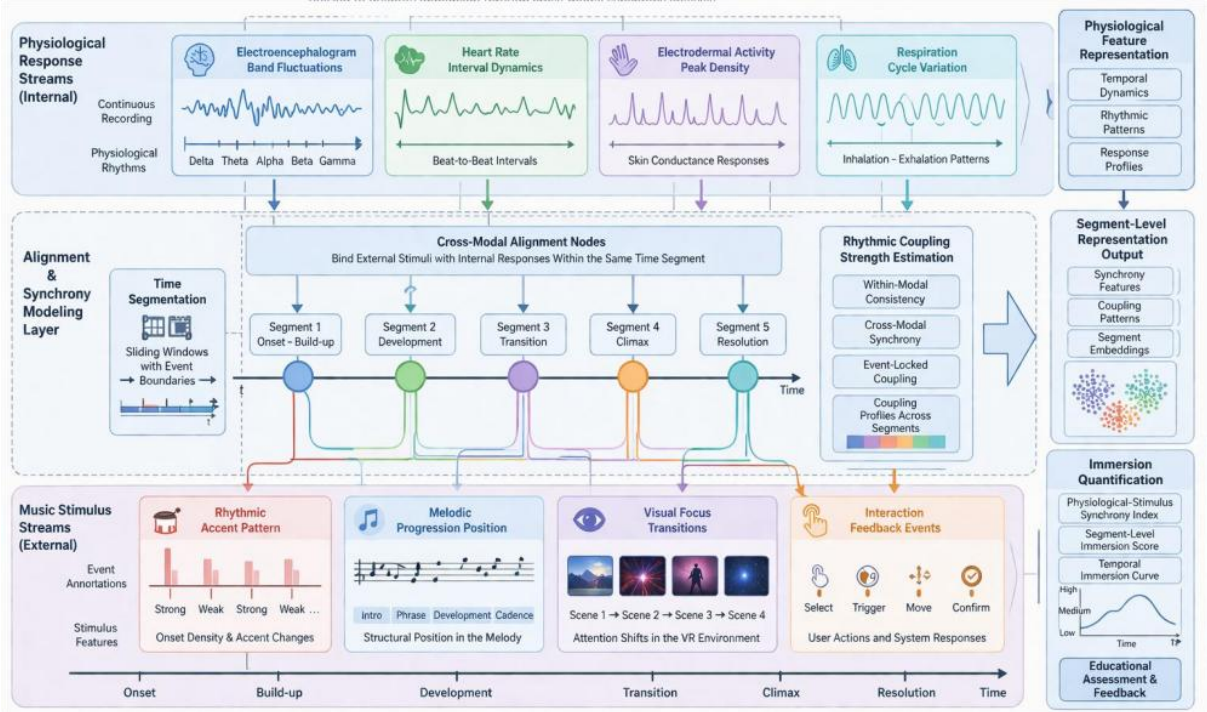 Physiological
Response
Streams
(Internal)
Continuous
Recording
Physiological
Rhythms
Electroencephalogram
Band Fluctuations
Delta Theta Alpha Beta Gamma
Heart Rate
Interval Dynamics
Beat-to-Beat Intervals
Electrodermal Activity
Peak Density
Skin Conductance Responses
Respiration
Cycle Variation
Inhalation - Exhalation Patterns
Physiological
Feature
Representation
Temporal
Dynamics
Rhythmic
Patterns
Response
Profiles
Alignment
&
Synchrony
Modeling
Layer
Time
Segmentation
Sliding Windows
with Event
Boundaries
Cross-Modal Alignment Nodes
Bind External Stimuli with Internal Responses Within the Same Time Segment
Segment 1
Onset - Build-up
Segment 2
Development
Segment 3
Transition
Segment 4
Climax
Segment 5
Resolution
t
Time
Rhythmic Coupling
Strength Estimation
Within-Modal
Consistency
Cross-Modal
Synchrony
Event-Locked
Coupling
Coupling
Profiles Across
Segments
Segment-Level
Representation
Output
Synchrony
Features
Coupling
Patterns
Segment
Embeddings
Music Stimulus
Streams
(External)
Event
Annotations
Stimulus
Features
Rhythmic
Accent Pattern
Strong Weak Strong Weak ...
Onset Density & Accent Changes
Melodic
Progression Position
Intro Phrase Development Cadence
Structural Position in the Melody
Visual Focus
Transitions
Scene 1 → Scene 2 → Scene 3 → Scene 4
Attention Shifts in the VR Environment
Interaction
Feedback Events
Select Trigger Move Confirm
User Actions and System Responses
Onset Build-up Development Transition Climax Resolution Time
Immersion
Quantification
Physiological-Stimulus
Synchrony Index
Segment-Level
Immersion Score
Temporal
Immersion Curve
High
Medium
Low
Time
Educational
Assessment &
Feedback